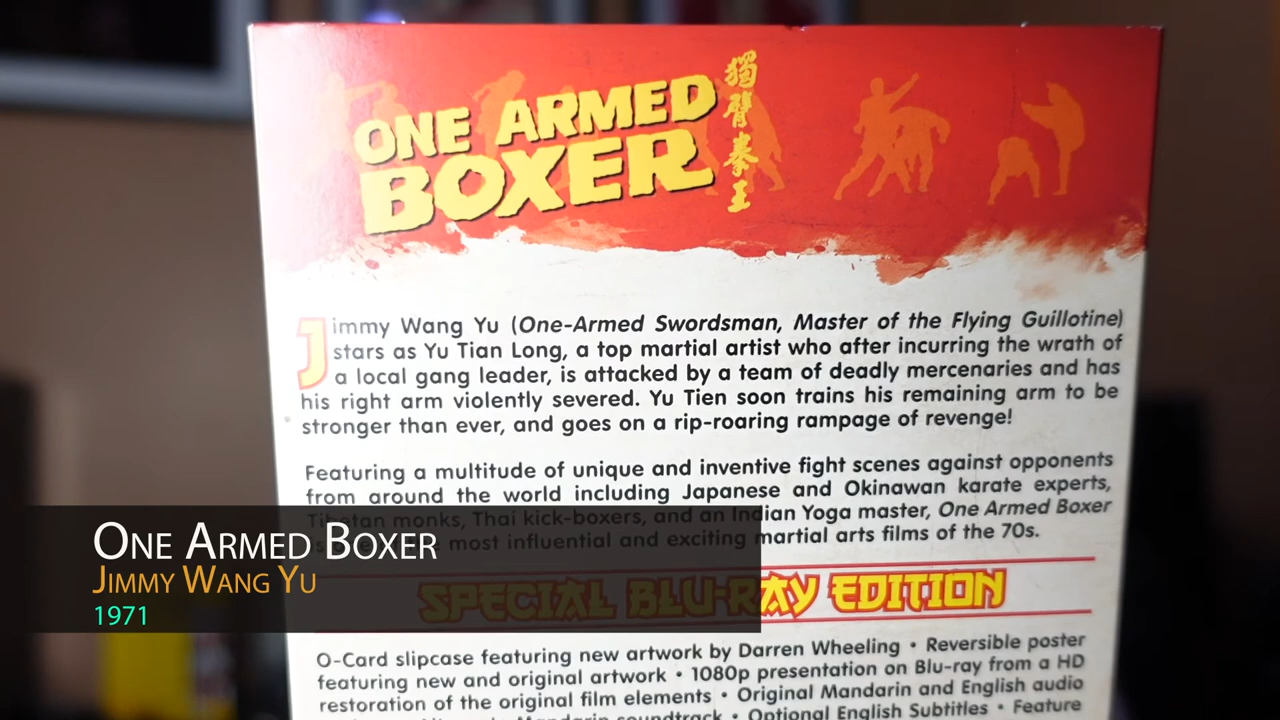 ONE ARMED
BOXER
獨臂拳王
Jimmy Wang Yu (One-Armed Swordsman, Master of the Flying Guillotine)
stars as Yu Tian Long, a top martial artist who after incurring the wrath of
a local gang leader, is attacked by a team of deadly mercenaries and has
his right arm violently severed. Yu Tien soon trains his remaining arm to be
stronger than ever, and goes on a rip-roaring rampage of revenge!
Featuring a multitude of unique and inventive fight scenes against opponents
from around the world including Japanese and Okinawan karate experts,
Tibetan monks, Thai kick-boxers, and an Indian Yoga master, One Armed Boxer
most influential and exciting martial arts films of the 70s.
ONE ARMED BOXER
JIMMY WANG YU
1971
SPECIAL BLU-RAY EDITION
O-Card slipcase featuring new artwork by Darren Wheeling • Reversible poster
featuring new and original artwork • 1080p presentation on Blu-ray from a HD
restoration of the original film elements • Original Mandarin and English audio
Mandarin soundtrack • Optional English Subtitles • Feature